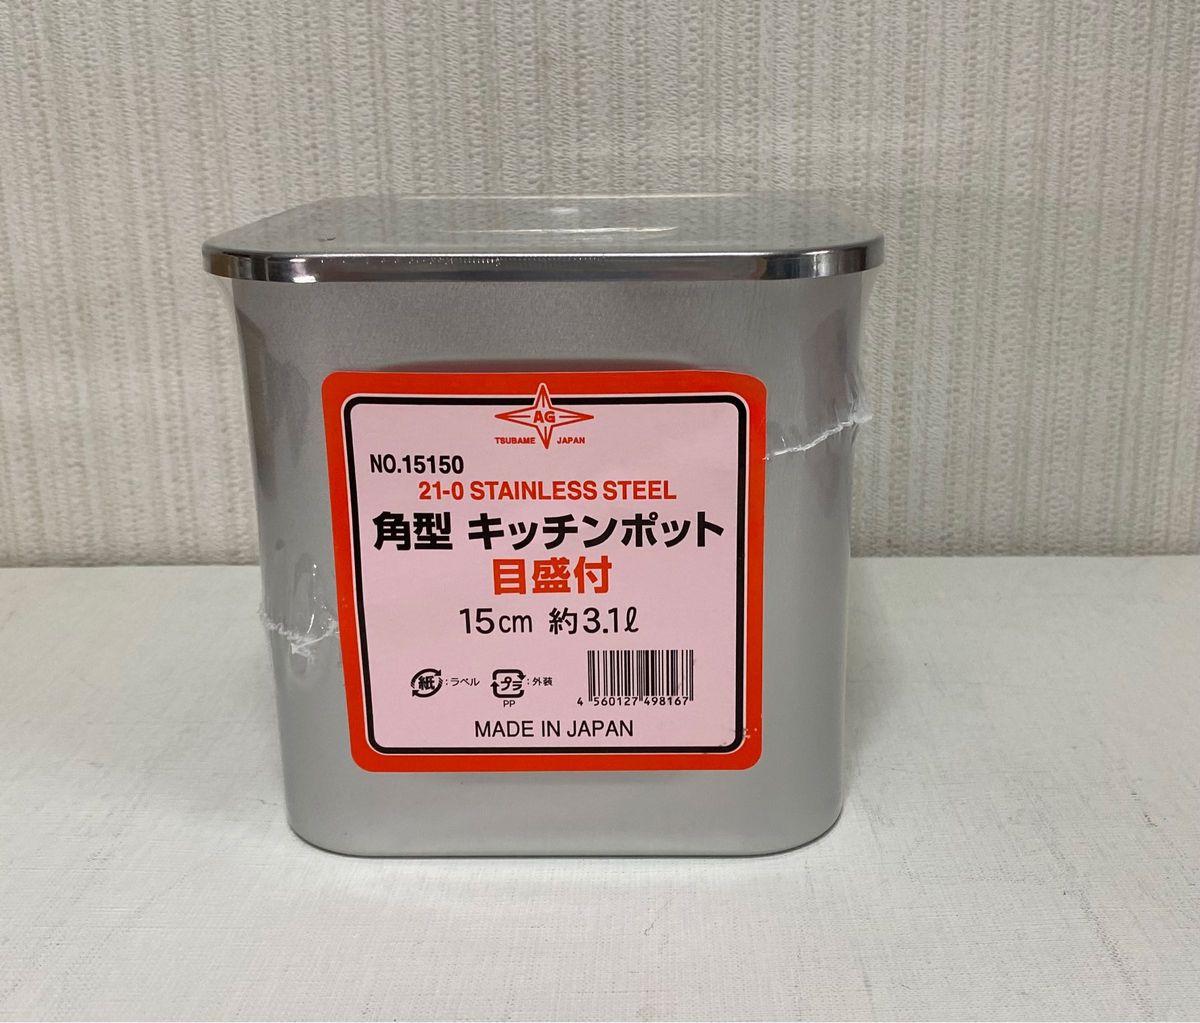 AG
TSUBAME JAPAN
NO.15150
21-0 STAINLESS STEEL
角型 キッチンポット
目盛付
15cm 約3.1ℓ
紙:ラベル プラ:外装
PP
4 560127 498167
MADE IN JAPAN